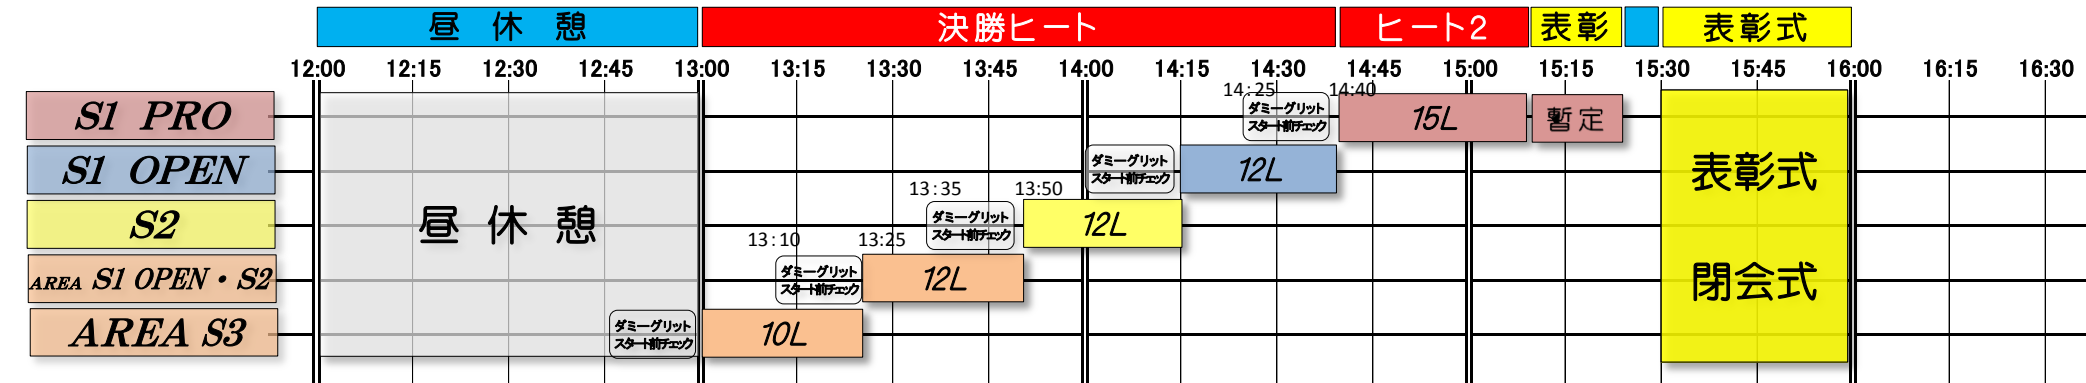 昼 休 憩
決勝ヒート
ヒート2
表彰
表彰式
12:00 12:15 12:30 12:45 13:00 13:15 13:30 13:45 14:00 14:15 14:30 14:45 15:00 15:15 15:30 15:45 16:00 16:15 16:30
14:25 14:40
S1 PRO
ダミーグリット
スタート前チェック
15L
暫定
S1 OPEN
ダミーグリット
スタート前チェック
12L
13:35 13:50
S2
ダミーグリット
スタート前チェック
12L
13:10 13:25
AREA S1 OPEN・S2
ダミーグリット
スタート前チェック
12L
AREA S3
ダミーグリット
スタート前チェック
10L
昼 休 憩
表彰式
閉会式